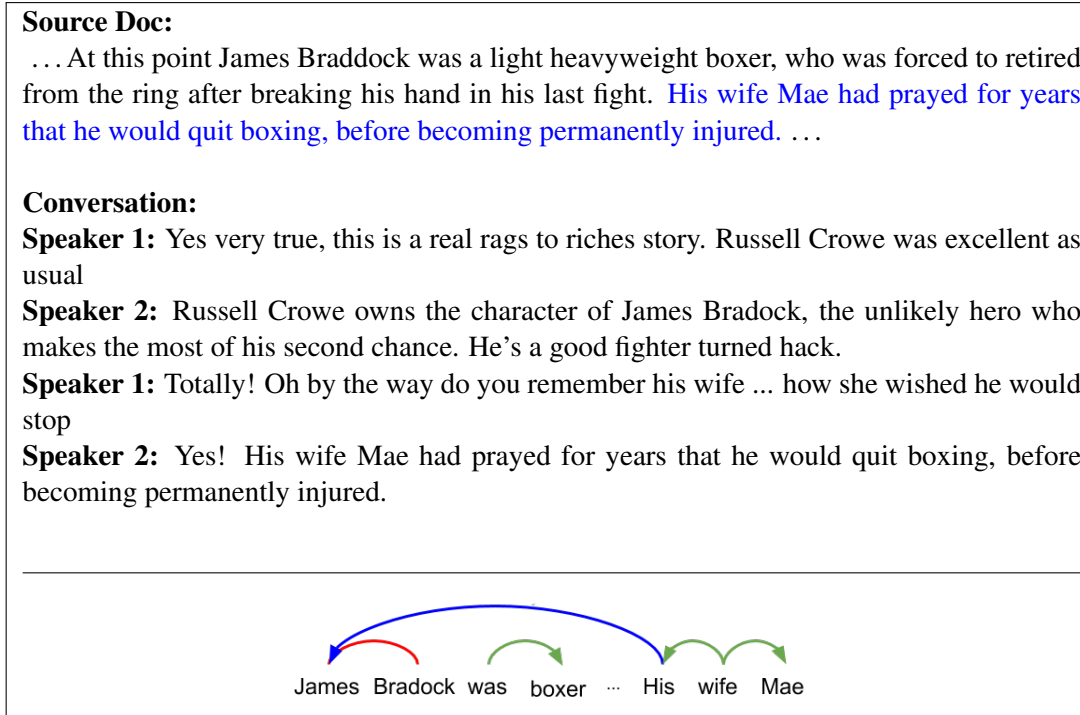 Source Doc:
... At this point James Braddock was a light heavyweight boxer, who was forced to retired
from the ring after breaking his hand in his last fight. His wife Mae had prayed for years
that he would quit boxing, before becoming permanently injured. ...
Conversation:
Speaker 1: Yes very true, this is a real rags to riches story. Russell Crowe was excellent as
usual
Speaker 2: Russell Crowe owns the character of James Bradock, the unlikely hero who
makes the most of his second chance. He's a good fighter turned hack.
Speaker 1: Totally! Oh by the way do you remember his wife ... how she wished he would
stop
Speaker 2: Yes! His wife Mae had prayed for years that he would quit boxing, before
becoming permanently injured.
James Bradock was boxer ... His wife Mae